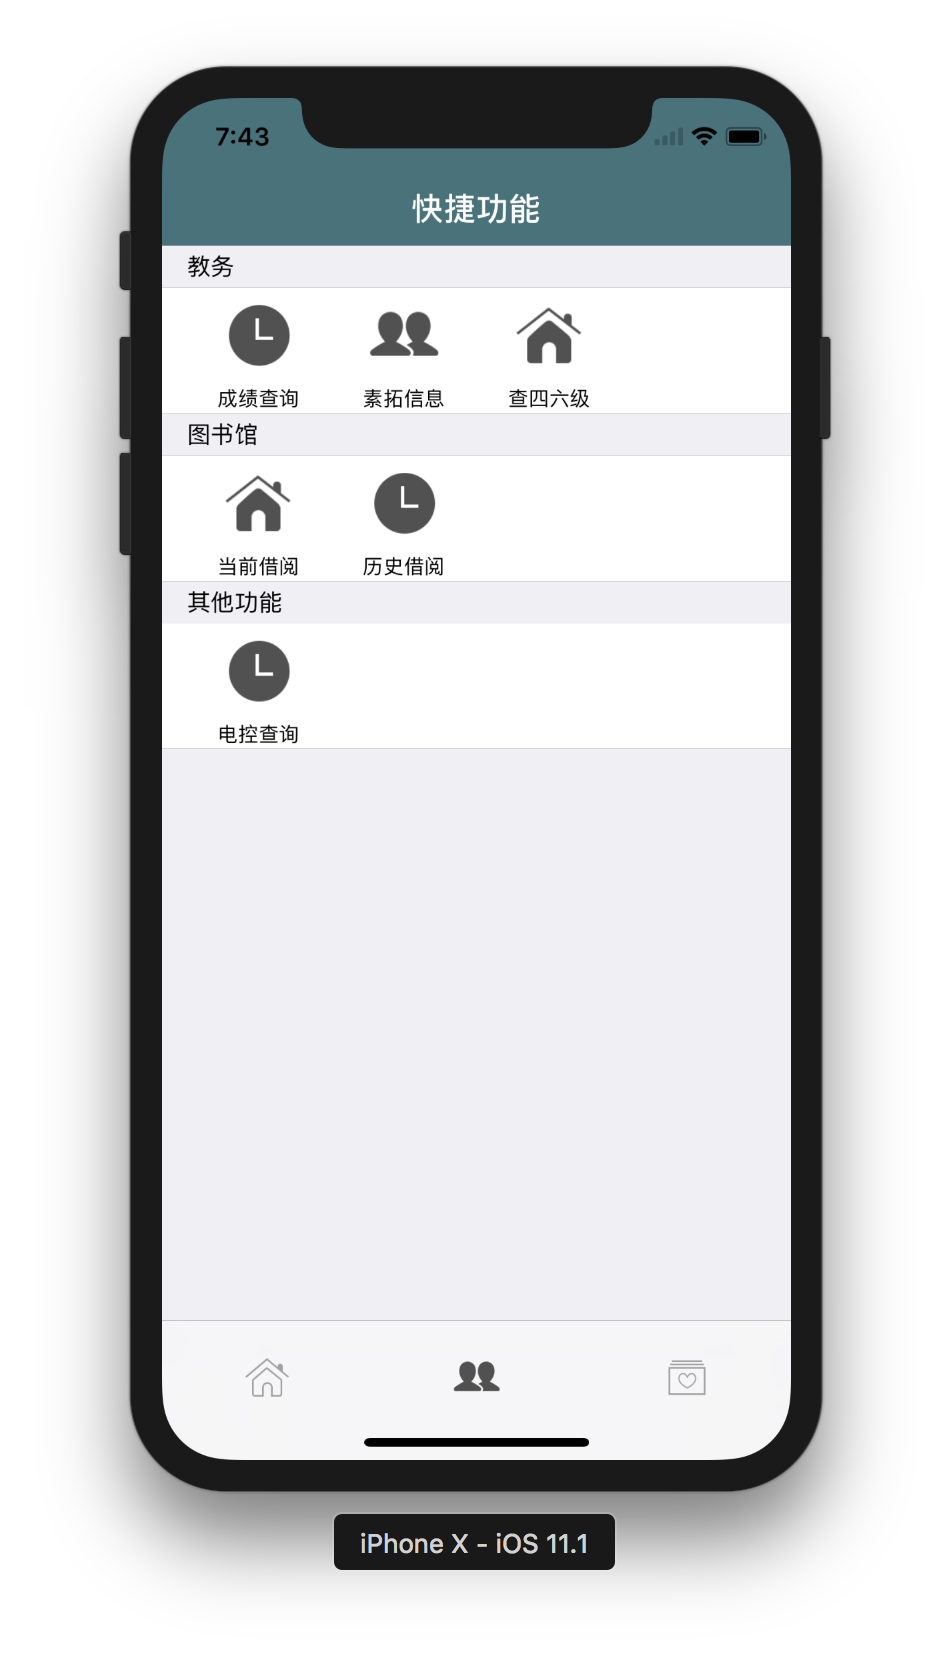 7:43
快捷功能
教务
成绩查询 素拓信息 查四六级
图书馆
当前借阅 历史借阅
其他功能
电控查询
iPhone X - iOS 11.1